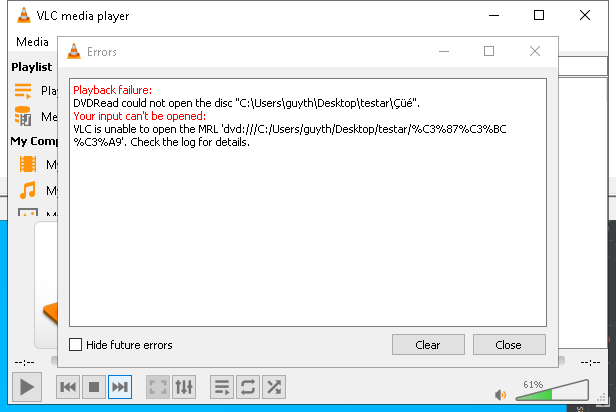 VLC media player
Media
Errors
Playlist
Pla
Me
My Comp
My
My
Playback failure:
DVDRead could not open the disc "C:\Users\guyth\Desktop\testar\Çüé".
Your input can't be opened:
VLC is unable to open the MRL 'dvd:///C:/Users/guyth/Desktop/testar/%C3%87%C3%BC
%C3%A9'. Check the log for details.
Hide future errors
Clear
Close
--:--
--:--
61%